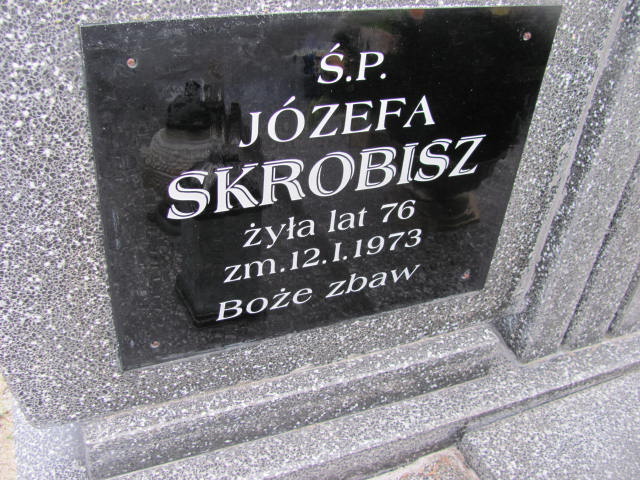 Ś.P.
JÓZEFA
SKROBISZ
żyła lat 76
zm.12.I.1973
Boże zbaw